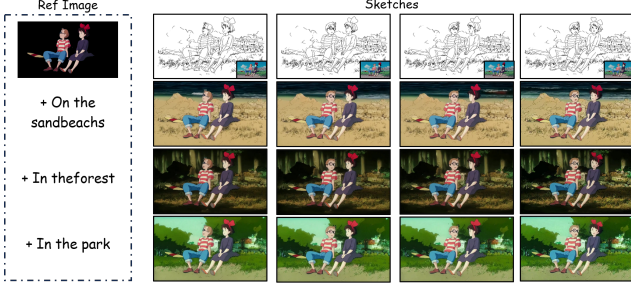 Ref Image
Sketches
+ On the
sandbeachs
+ In theforest
+ In the park